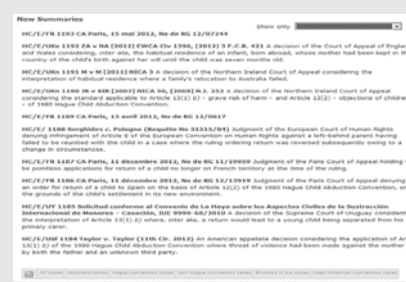 New Summaries
Show only
HC/E/FR 1193 CA Paris, 15 mai 2012, No de RG 12/07244
HC/E/UKe 1192 ZA v NA [2012] EWCA Civ 1396, [2013] 3 F.C.R. 421 A decision of the Court of Appeal of England
and Wales considering, inter alia, the habitual residence of an infant, born abroad, whose mother had been kept in th
country of the child's birth against her will until the child was seven months old.
HC/E/UKn 1191 M v M [2011] NICA 3 A decision of the Northern Ireland Court of Appeal considering the
interpretation of habitual residence where a family's relocation to Australia failed.
HC/E/UKn 1190 JR v MR [2007] NICA 50, [2008] N.I. 352 A decision of the Northern Ireland Court of Appeal
considering the standard applicable to Article 13(1) b) - grave risk of harm - and Article 13(2) - objections of childre
- of 1980 Hague Child Abduction Convention.
HC/E/FR 1189 CA Paris, 13 avril 2012, No de RG 12/0617
HC/E/ 1188 Bergblides c. Pologne (Requête No 31515/04) Judgment of the European Court of Human Rights
denying infringement of Article 8 of the European Convention on Human Rights against a left-behind parent having
failed to be reunited with the child in a case where the ruling ordering return was reversed subsequently owing to a
change in circumstances.
HC/E/FR 1187 CA Paris, 11 décembre 2012, No de RG 11/19959 Judgment of the Paris Court of Appeal holding
be pointless applications for return of a child no longer on French territory at the time of the ruling.
HC/E/FR 1186 CA Paris, 11 décembre 2012, No de RG 12/13919 Judgment of the Paris Court of Appeal denying
an order for return of a child to Spain on the basis of Article 12(2) of the 1980 Hague Child Abduction Convention, on
the grounds of the child's settlement in its new environment.
HC/E/UY 1185 Solicitud conforme al Convenio de La Haya sobre los Aspectos Civiles de la Sustracción
Internacional de Menores - Casación, IUE 9999-68/2010 A decision of the Supreme Court of Uruguay considerin
the interpretation of Article 13(1) b) where, inter alia, a return would lead to a young child being separated from his
primary carer.
HC/E/USf 1184 Taylor v. Taylor (11th Cir. 2012) An American appellate decision considering the application of Ar
13(1) b) of the 1980 Hague Child Abduction Convention where threat of violence had been made against the mother
by both the father and an unknown third party.